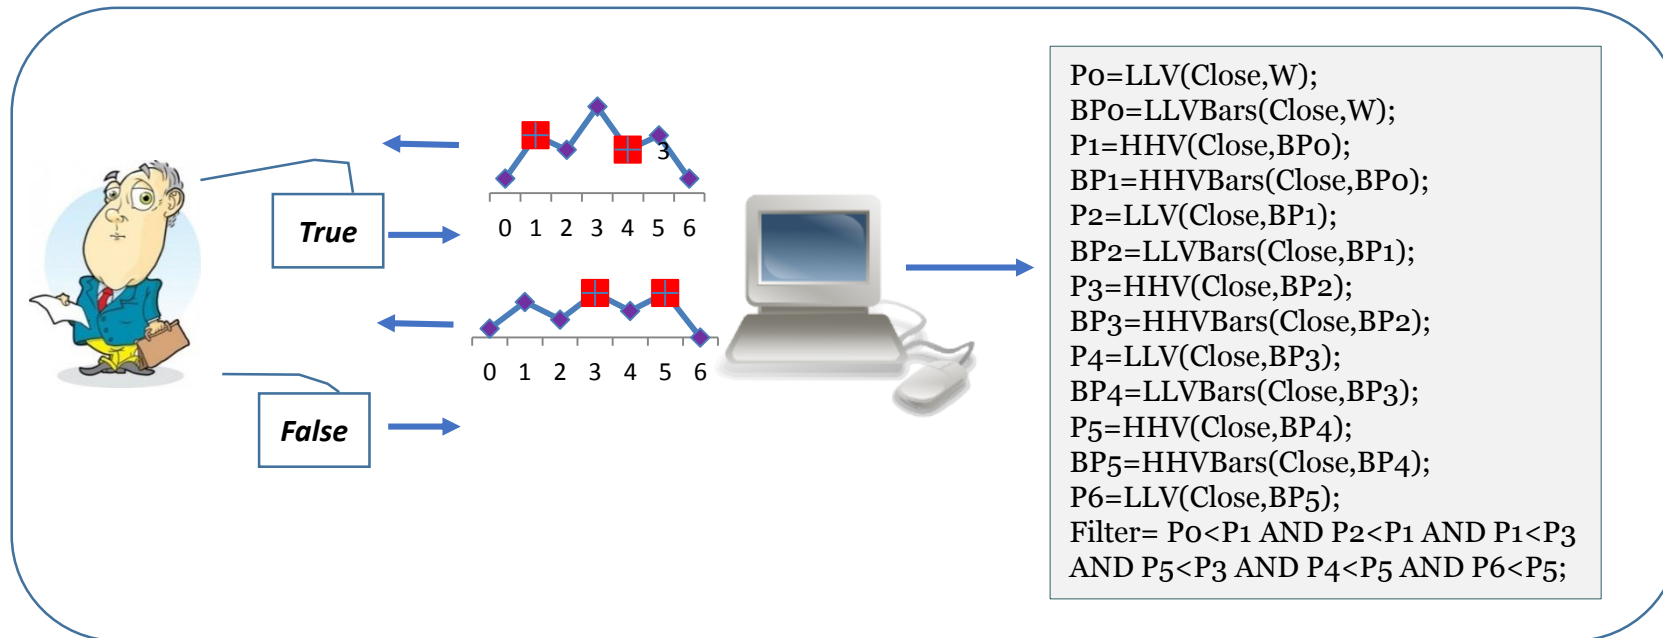 True
3
0 1 2 3 4 5 6
0 1 2 3 4 5 6
False
P0=LLV(Close,W);
BP0=LLVBars(Close,W);
P1=HHV(Close,BP0);
BP1=HHVBars(Close,BP0);
P2=LLV(Close,BP1);
BP2=LLVBars(Close,BP1);
P3=HHV(Close,BP2);
BP3=HHVBars(Close,BP2);
P4=LLV(Close,BP3);
BP4=LLVBars(Close,BP3);
P5=HHV(Close,BP4);
BP5=HHVBars(Close,BP4);
P6=LLV(Close,BP5);
Filter= P0<P1 AND P2<P1 AND P1<P3
AND P5<P3 AND P4<P5 AND P6<P5;